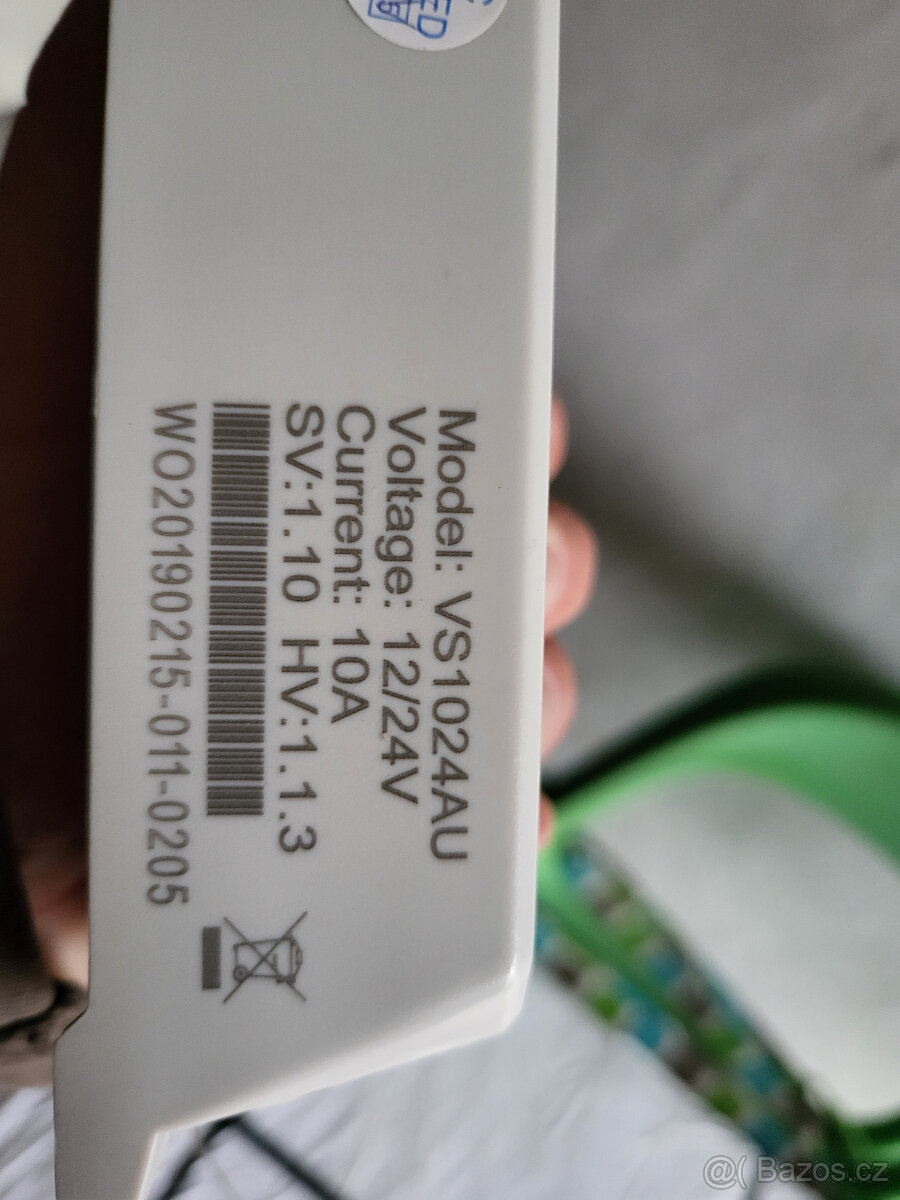 Model: VS1024AU
Voltage: 12/24V
Current: 10A
SV:1.10 HV:1.1.3
WO20190215-011-0205
@( Bazos.cz